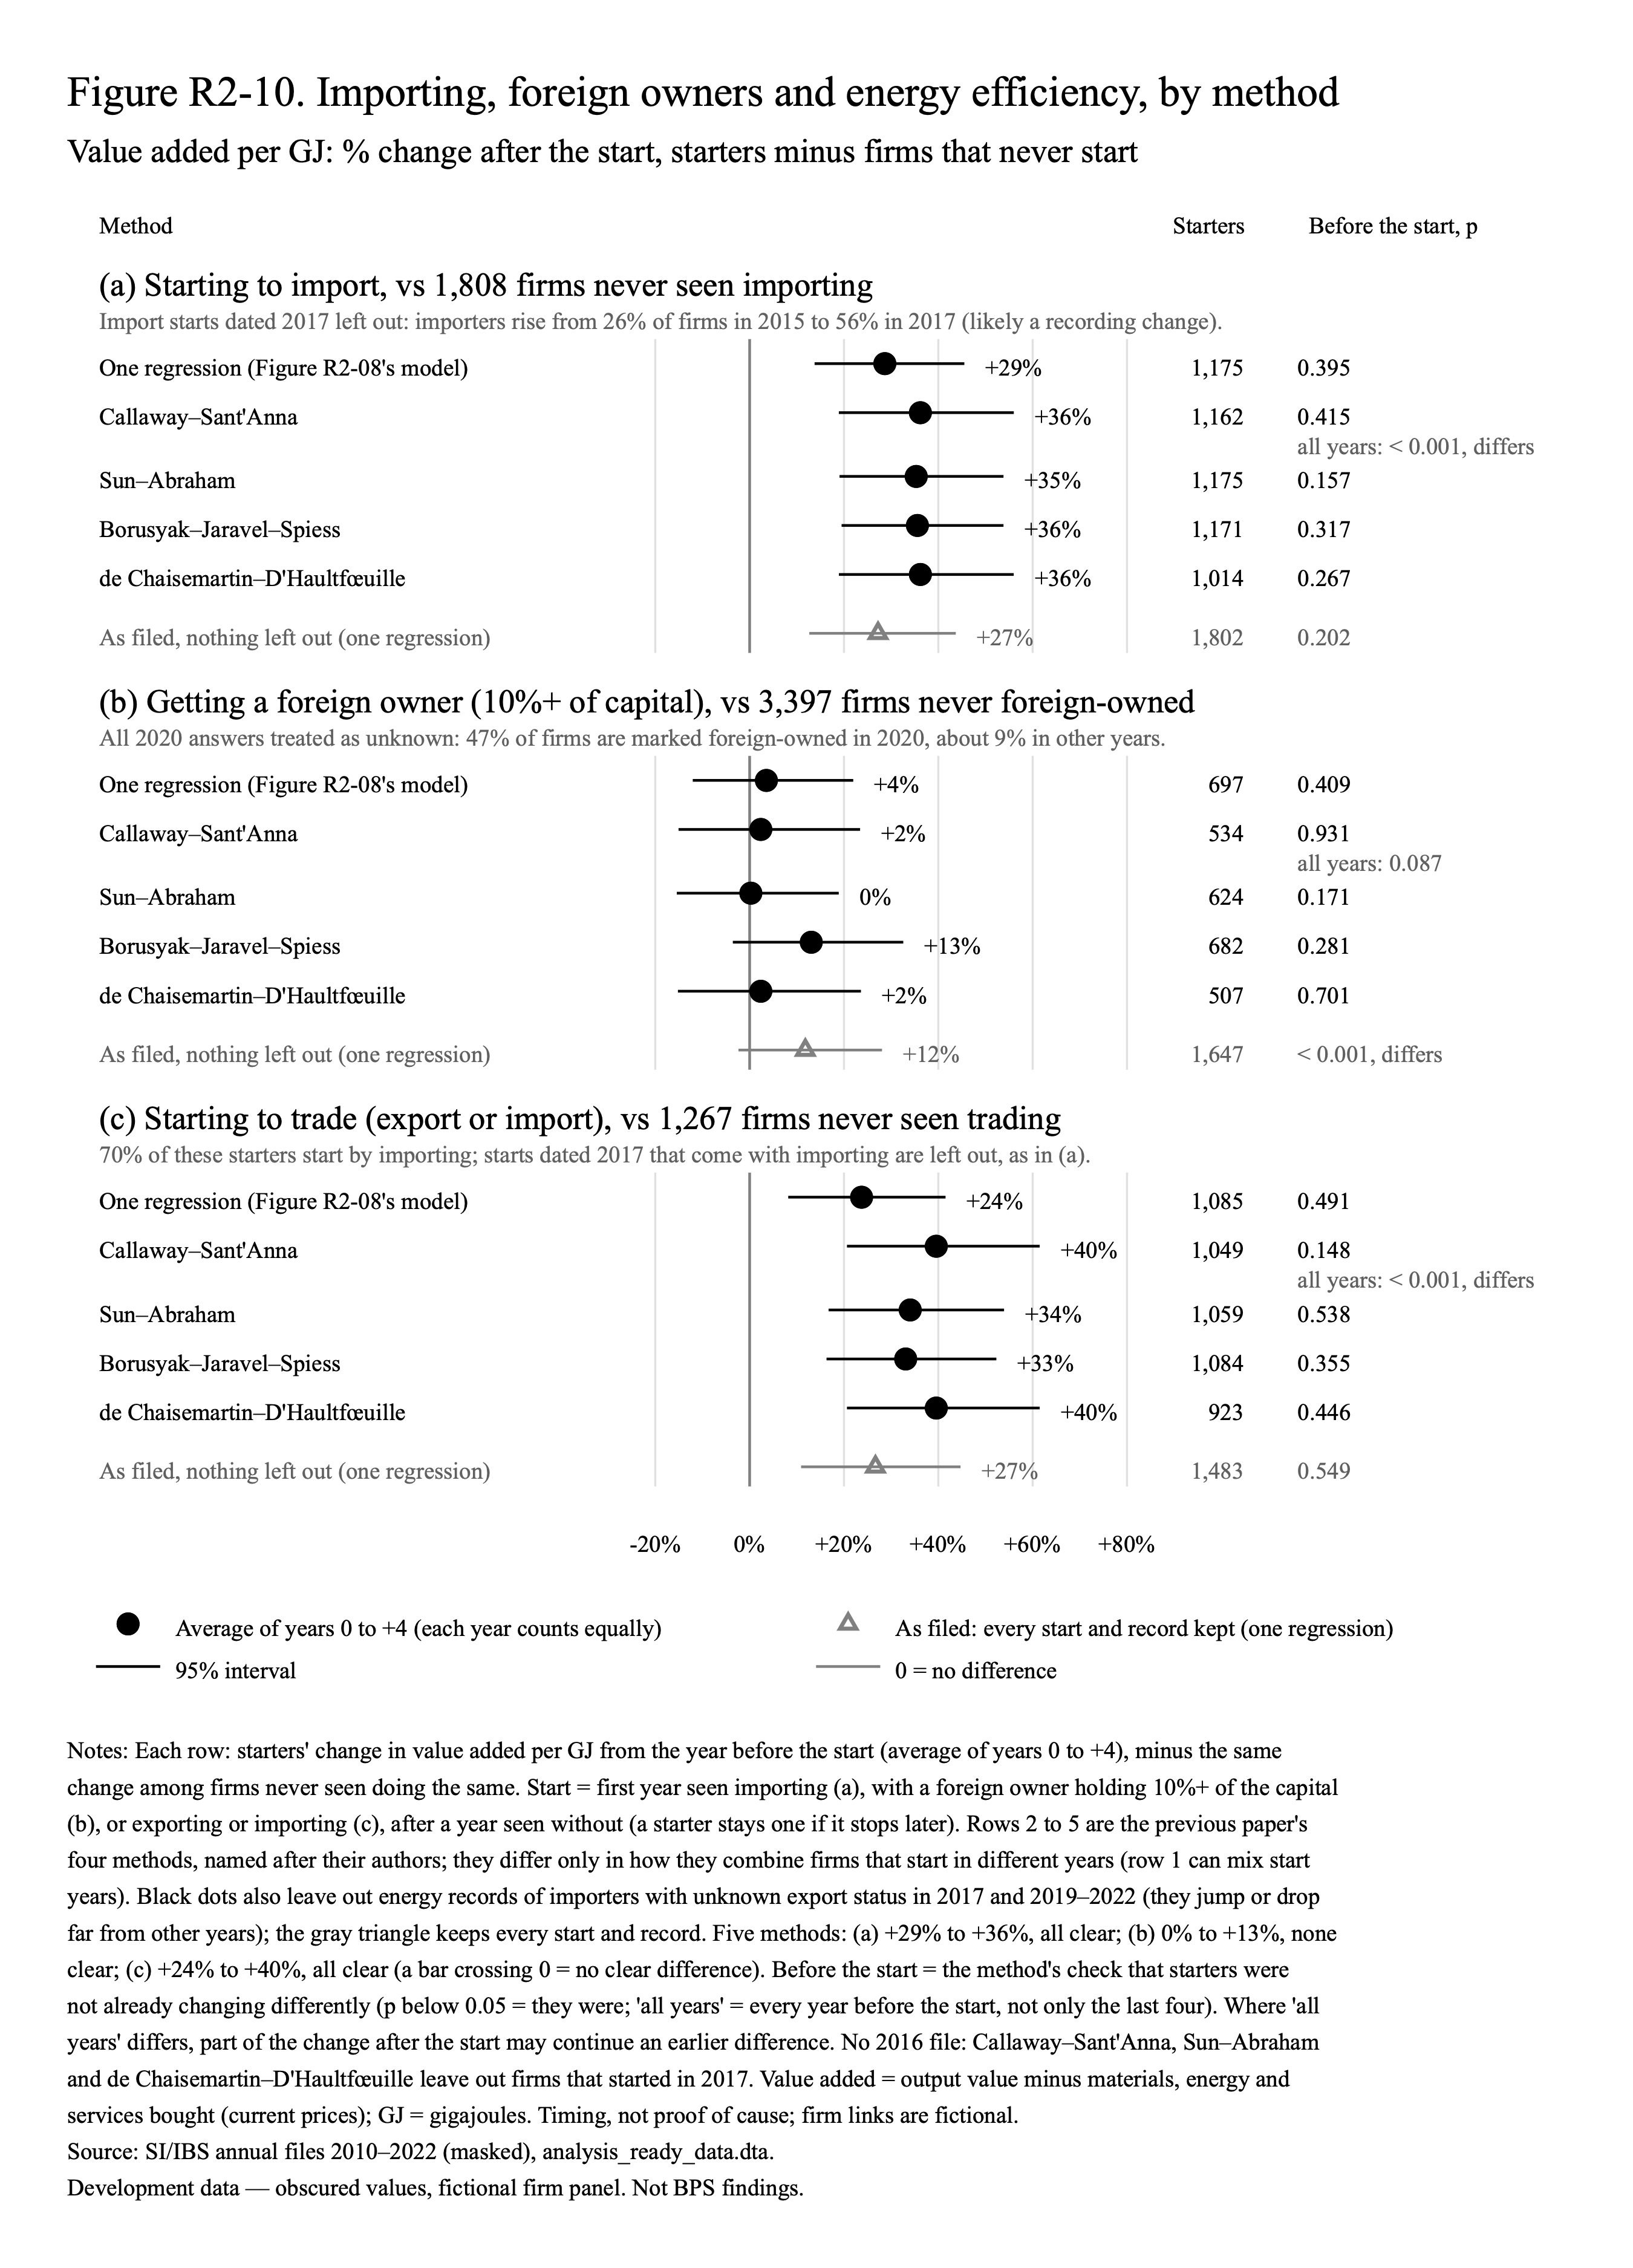 Figure R2-10. Importing, foreign owners and energy efficiency, by method
Value added per GJ: % change after the start, starters minus firms that never start
Method Starters Before the start, p
(a) Starting to import, vs 1,808 firms never seen importing
Import starts dated 2017 left out: importers rise from 26% of firms in 2015 to 56% in 2017 (likely a recording change).
One regression (Figure R2-08's model) +29% 1,175 0.395
Callaway–Sant'Anna +36% 1,162 0.415
all years: < 0.001, differs
Sun–Abraham +35% 1,175 0.157
Borusyak–Jaravel–Spiess +36% 1,171 0.317
de Chaisemartin–D'Haultfœuille +36% 1,014 0.267
As filed, nothing left out (one regression) +27% 1,802 0.202
(b) Getting a foreign owner (10%+ of capital), vs 3,397 firms never foreign-owned
All 2020 answers treated as unknown: 47% of firms are marked foreign-owned in 2020, about 9% in other years.
One regression (Figure R2-08's model) +4% 697 0.409
Callaway–Sant'Anna +2% 534 0.931
all years: 0.087
Sun–Abraham 0% 624 0.171
Borusyak–Jaravel–Spiess +13% 682 0.281
de Chaisemartin–D'Haultfœuille +2% 507 0.701
As filed, nothing left out (one regression) +12% 1,647 < 0.001, differs
(c) Starting to trade (export or import), vs 1,267 firms never seen trading
70% of these starters start by importing; starts dated 2017 that come with importing are left out, as in (a).
One regression (Figure R2-08's model) +24% 1,085 0.491
Callaway–Sant'Anna +40% 1,049 0.148
all years: < 0.001, differs
Sun–Abraham +34% 1,059 0.538
Borusyak–Jaravel–Spiess +33% 1,084 0.355
de Chaisemartin–D'Haultfœuille +40% 923 0.446
As filed, nothing left out (one regression) +27% 1,483 0.549
-20% 0% +20% +40% +60% +80%
Average of years 0 to +4 (each year counts equally) As filed: every start and record kept (one regression)
95% interval 0 = no difference
Notes: Each row: starters' change in value added per GJ from the year before the start (average of years 0 to +4), minus the same
change among firms never seen doing the same. Start = first year seen importing (a), with a foreign owner holding 10%+ of the capital
(b), or exporting or importing (c), after a year seen without (a starter stays one if it stops later). Rows 2 to 5 are the previous paper's
four methods, named after their authors; they differ only in how they combine firms that start in different years (row 1 can mix start
years). Black dots also leave out energy records of importers with unknown export status in 2017 and 2019–2022 (they jump or drop
far from other years); the gray triangle keeps every start and record. Five methods: (a) +29% to +36%, all clear; (b) 0% to +13%, none
clear; (c) +24% to +40%, all clear (a bar crossing 0 = no clear difference). Before the start = the method's check that starters were
not already changing differently (p below 0.05 = they were; 'all years' = every year before the start, not only the last four). Where 'all
years' differs, part of the change after the start may continue an earlier difference. No 2016 file: Callaway–Sant'Anna, Sun–Abraham
and de Chaisemartin–D'Haultfœuille leave out firms that started in 2017. Value added = output value minus materials, energy and
services bought (current prices); GJ = gigajoules. Timing, not proof of cause; firm links are fictional.
Source: SI/IBS annual files 2010–2022 (masked), analysis_ready_data.dta.
Development data — obscured values, fictional firm panel. Not BPS findings.